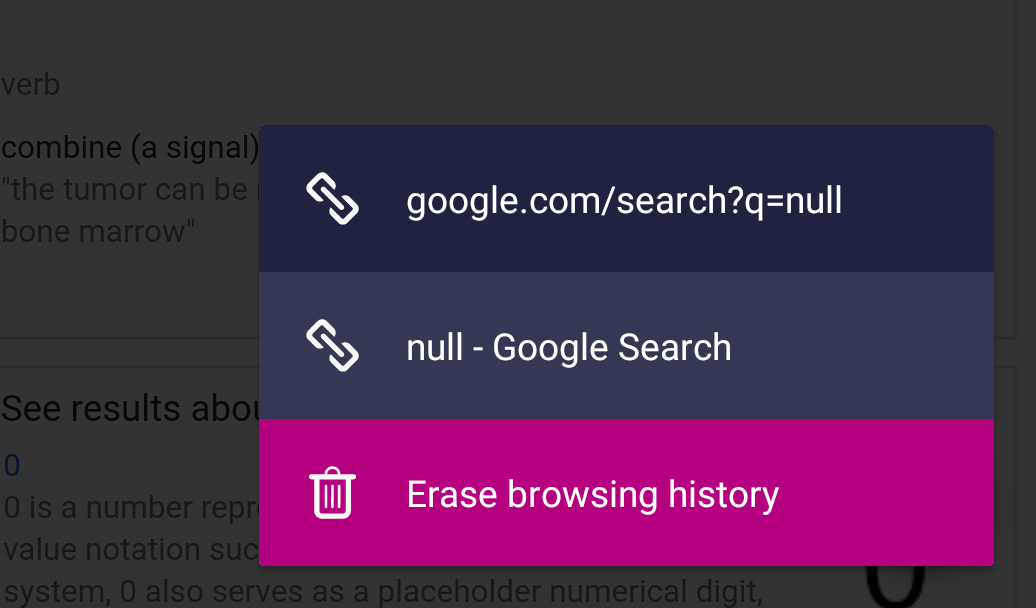 verb
combine (a signal)
"the tumor can be
bone marrow"
google.com/search?q=null
null - Google Search
Erase browsing history
See results abou
0
0 is a number repr
value notation suc
system, 0 also serves as a placeholder numerical digit,
0